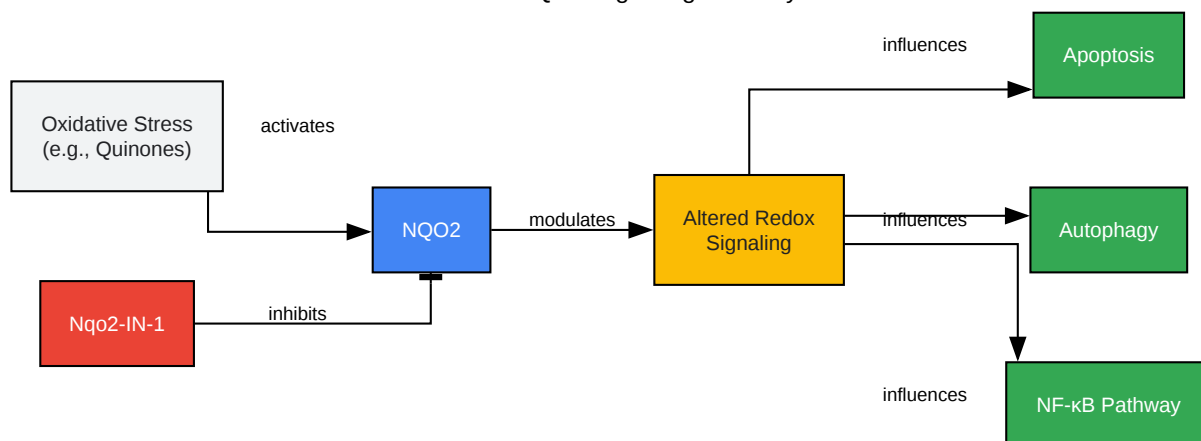 influences
Apoptosis
Oxidative Stress
(e.g., Quinones)
activates
NQO2
modulates
Altered Redox
Signaling
influences
Autophagy
Nqo2-IN-1
inhibits
influences
NF-κB Pathway